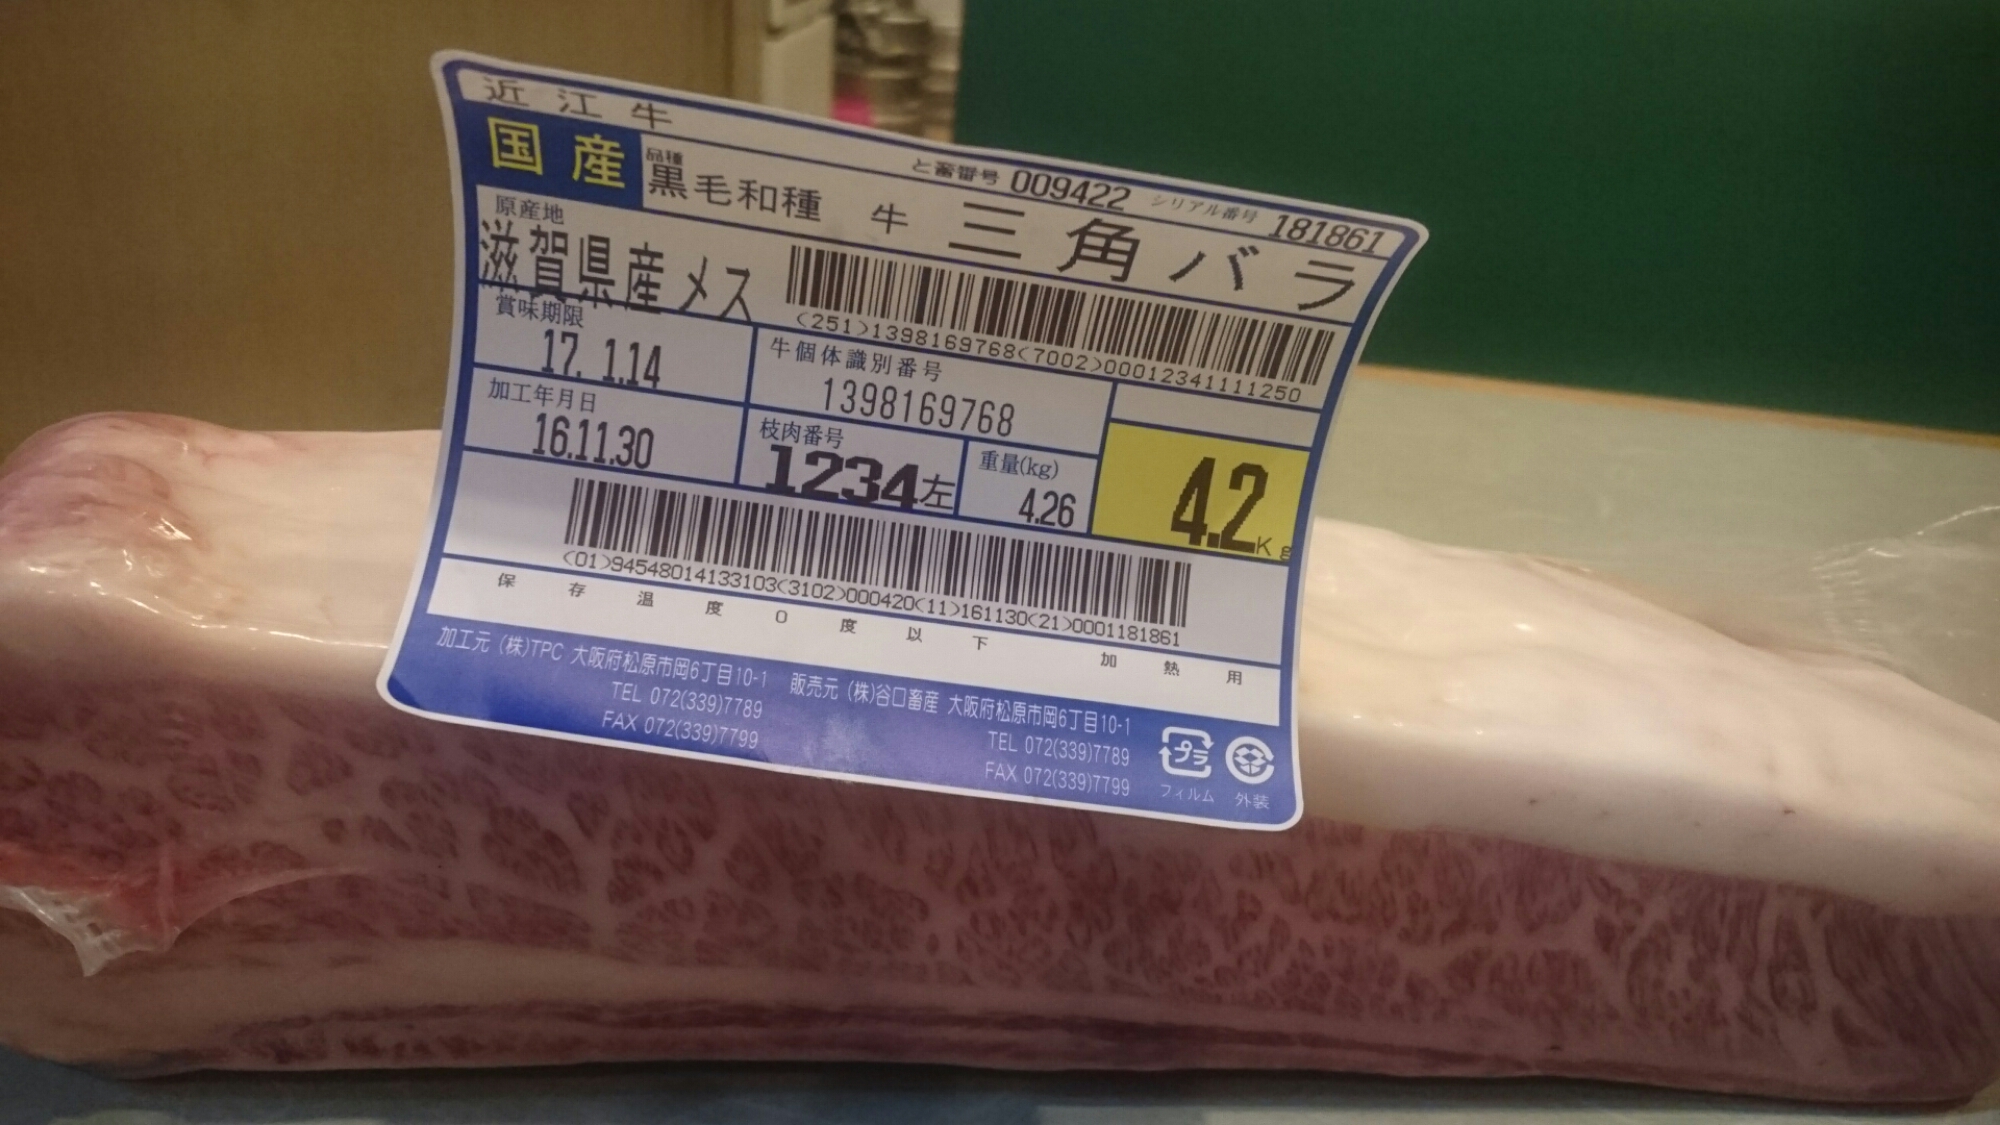 近江牛
国産 品種 黒毛和種 牛 三角バラ
と畜番号 009422 シリアル番号 181861
原産地
滋賀県産メス
(251)1398169768(7002)00012341111250
賞味期限
17. 1.14
牛個体識別番号
1398169768
加工年月日
16.11.30
枝肉番号
1234左
重量(kg)
4.26
4.2Kg
(01)94548014133103(3102)000420(11)161130(21)0001181861
保存温度0度以下 加熱用
加工元 (株)TPC 大阪府松原市岡6丁目10-1
TEL 072(339)7789
FAX 072(339)7799
販売元 (株)谷口畜産 大阪府松原市岡6丁目10-1
TEL 072(339)7789
FAX 072(339)7799
プラ
フィルム 外装